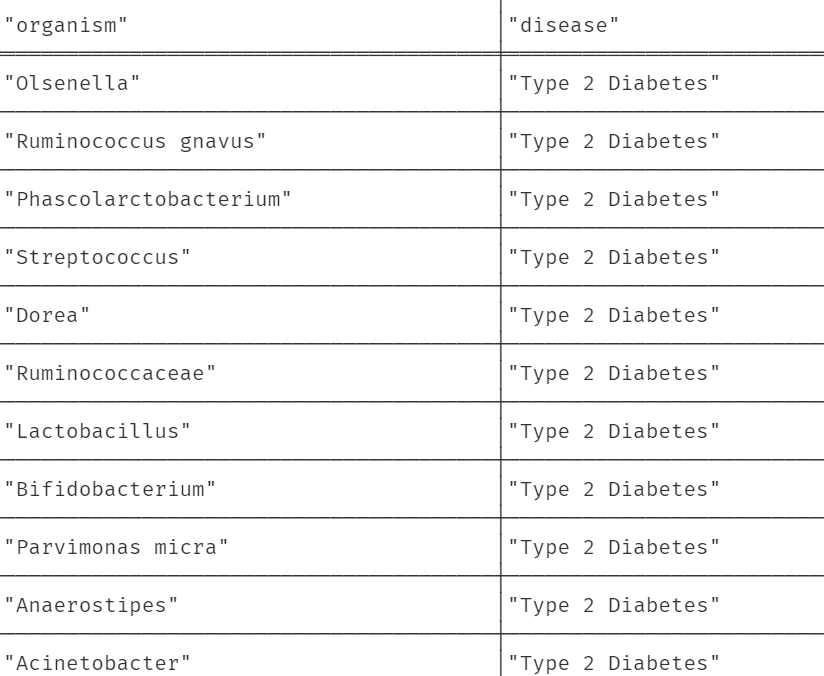 "organism" "disease"
"Olsenella" "Type 2 Diabetes"
"Ruminococcus gnavus" "Type 2 Diabetes"
"Phascolarctobacterium" "Type 2 Diabetes"
"Streptococcus" "Type 2 Diabetes"
"Dorea" "Type 2 Diabetes"
"Ruminococcaceae" "Type 2 Diabetes"
"Lactobacillus" "Type 2 Diabetes"
"Bifidobacterium" "Type 2 Diabetes"
"Parvimonas micra" "Type 2 Diabetes"
"Anaerostipes" "Type 2 Diabetes"
"Acinetobacter" "Type 2 Diabetes"